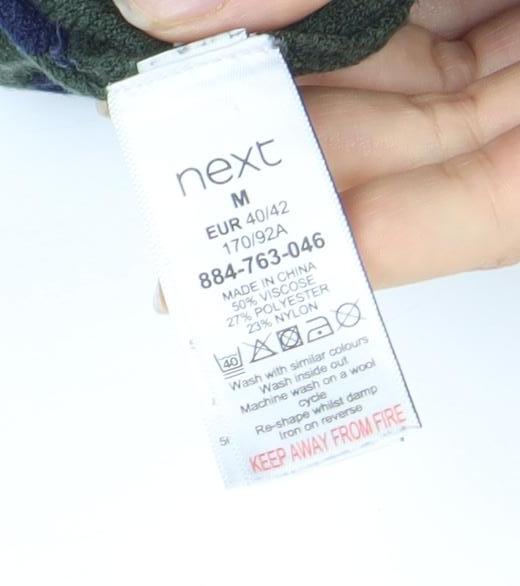 next
M
EUR 40/42
170/92A
884-763-046
MADE IN CHINA
50% VISCOSE
27% POLYESTER
23% NYLON
40
Wash with similar colours
Wash inside out
Machine wash on a wool
cycle
Re-shape whilst damp
Iron on reverse
KEEP AWAY FROM FIRE